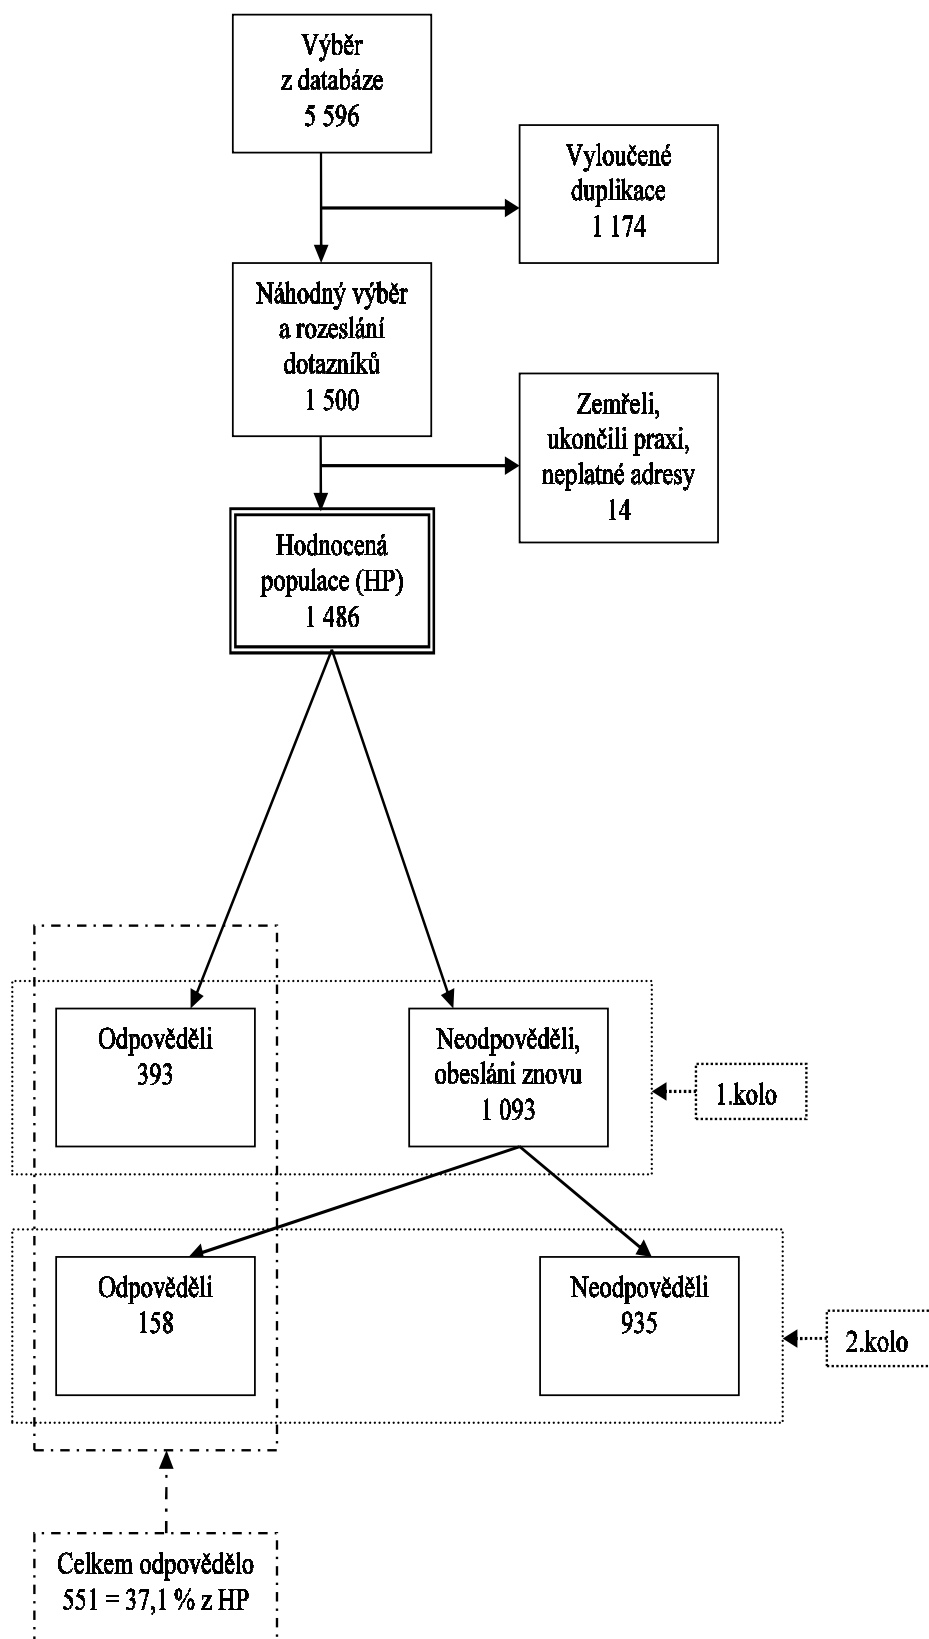 Výběr
z databáze
5 596
Vyloučené
duplikace
1 174
Náhodný výběr
a rozeslání
dotazníků
1 500
Zemřeli,
ukončili praxi,
neplatné adresy
14
Hodnocená
populace (HP)
1 486
Odpověděli
393
Neodpověděli,
obesláni znovu
1 093
1.kolo
Odpověděli
158
Neodpověděli
935
2.kolo
Celkem odpovědělo
551 = 37,1 % z HP